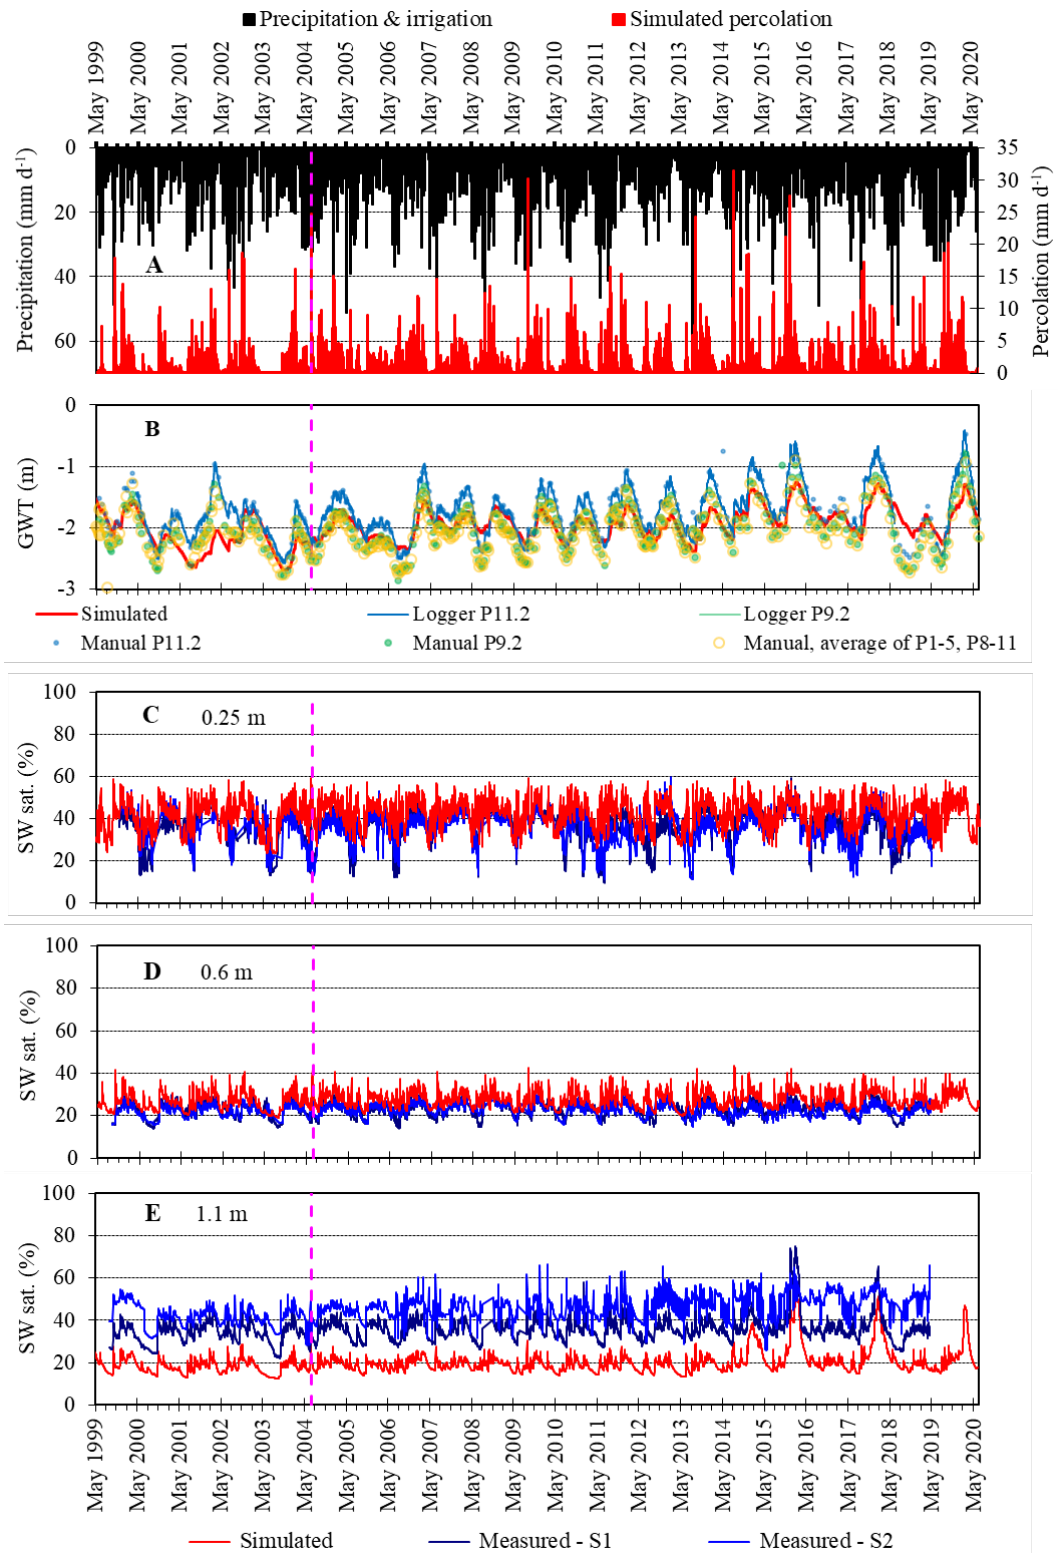 Precipitation & irrigation Simulated percolation
May 1999 May 2000 May 2001 May 2002 May 2003 May 2004 May 2005 May 2006 May 2007 May 2008 May 2009 May 2010 May 2011 May 2012 May 2013 May 2014 May 2015 May 2016 May 2017 May 2018 May 2019 May 2020
Precipitation (mm d-1)
0
20
40
60
A
35
30
25
20
15
10
5
0
Percolation (mm d-1)
GWT (m)
0
-1
-2
-3
B
Simulated Logger P11.2 Logger P9.2
Manual P11.2 Manual P9.2 Manual, average of P1-5, P8-11
SW sat. (%)
100
80
60
40
20
0
C 0.25 m
SW sat. (%)
100
80
60
40
20
0
D 0.6 m
SW sat. (%)
100
80
60
40
20
0
E 1.1 m
May 1999 May 2000 May 2001 May 2002 May 2003 May 2004 May 2005 May 2006 May 2007 May 2008 May 2009 May 2010 May 2011 May 2012 May 2013 May 2014 May 2015 May 2016 May 2017 May 2018 May 2019 May 2020
Simulated Measured - S1 Measured - S2